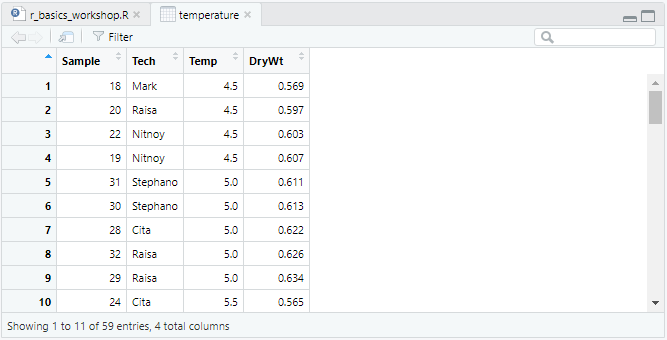 r_basics_workshop.R temperature
Filter
Sample Tech Temp DryWt
1 18 Mark 4.5 0.569
2 20 Raisa 4.5 0.597
3 22 Nitnoy 4.5 0.603
4 19 Nitnoy 4.5 0.607
5 31 Stephano 5.0 0.611
6 30 Stephano 5.0 0.613
7 28 Cita 5.0 0.622
8 32 Raisa 5.0 0.626
9 29 Raisa 5.0 0.634
10 24 Cita 5.5 0.565
Showing 1 to 11 of 59 entries, 4 total columns